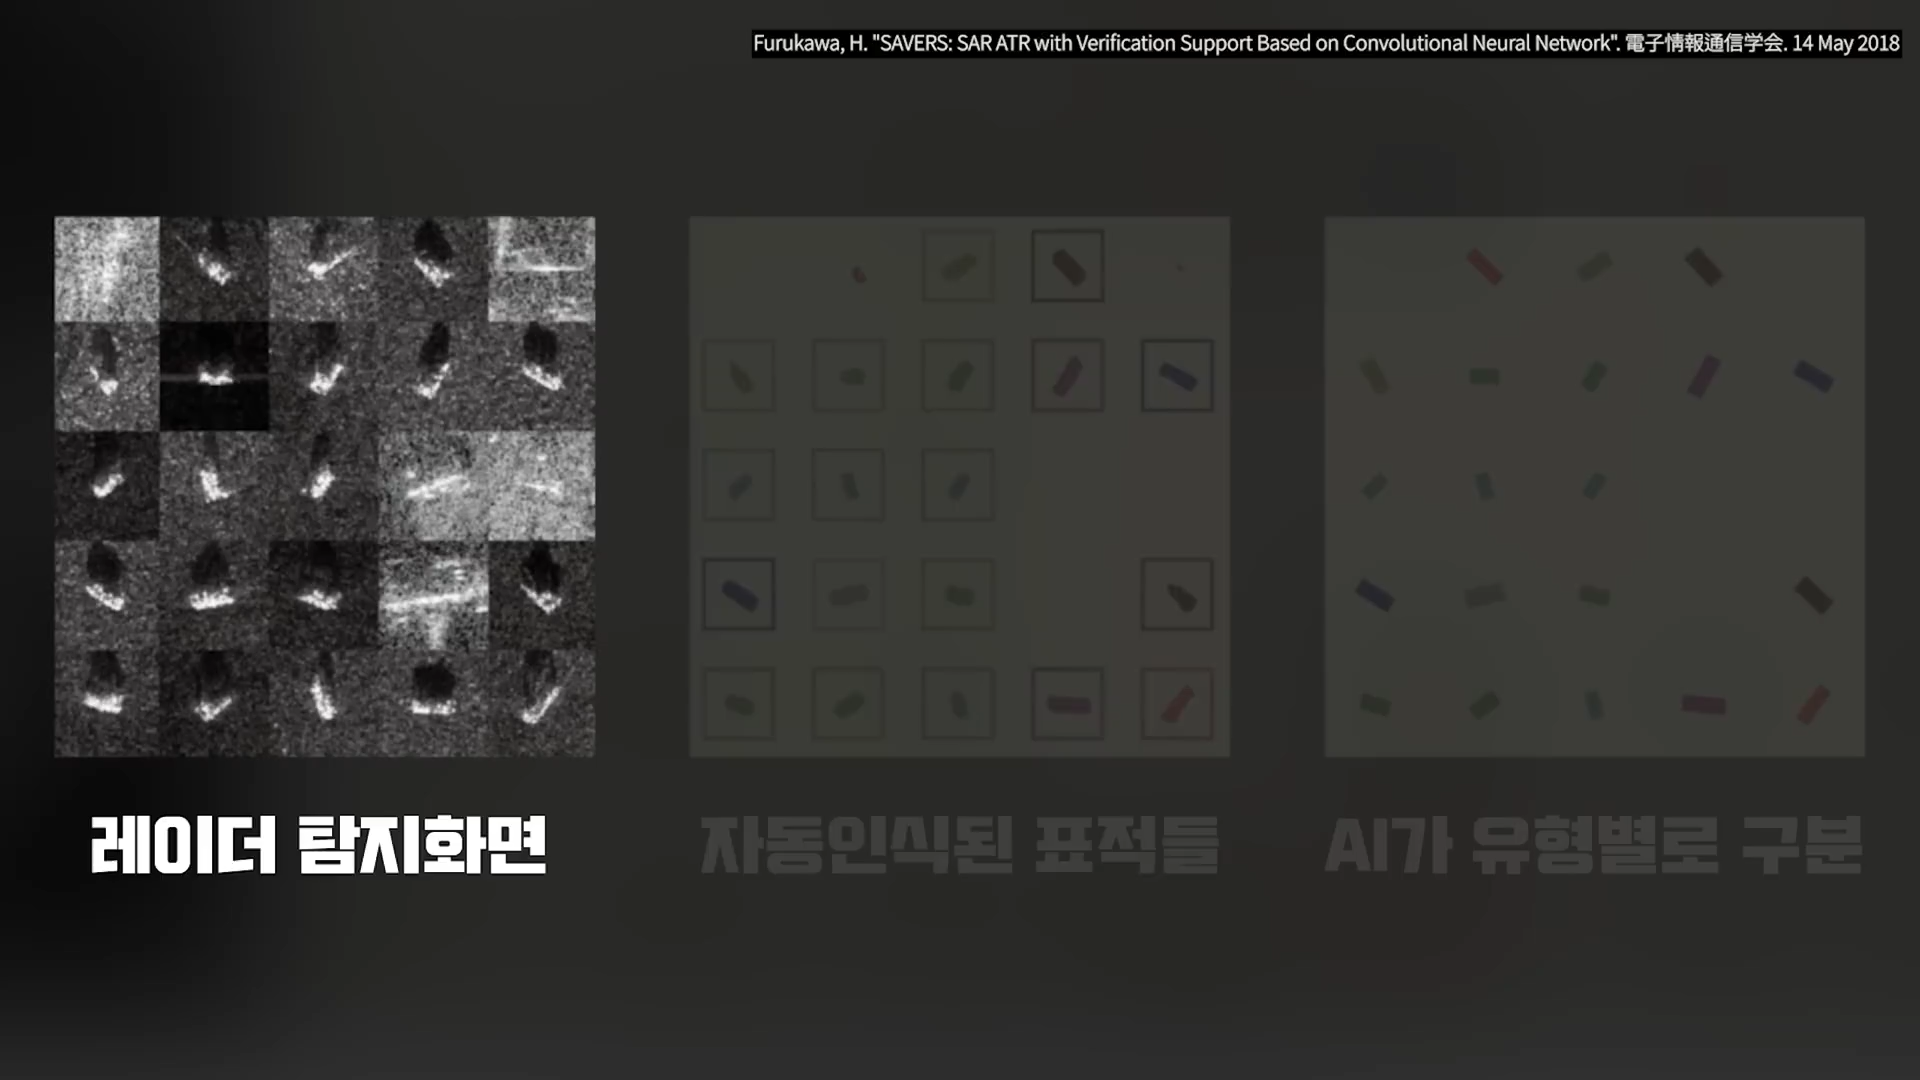 Furukawa, H. "SAVERS: SAR ATR with Verification Support Based on Convolutional Neural Network". 電子情報通信学会. 14 May 2018
레이더 탐지화면
자동인식된 표적들
AI가 유형별로 구분